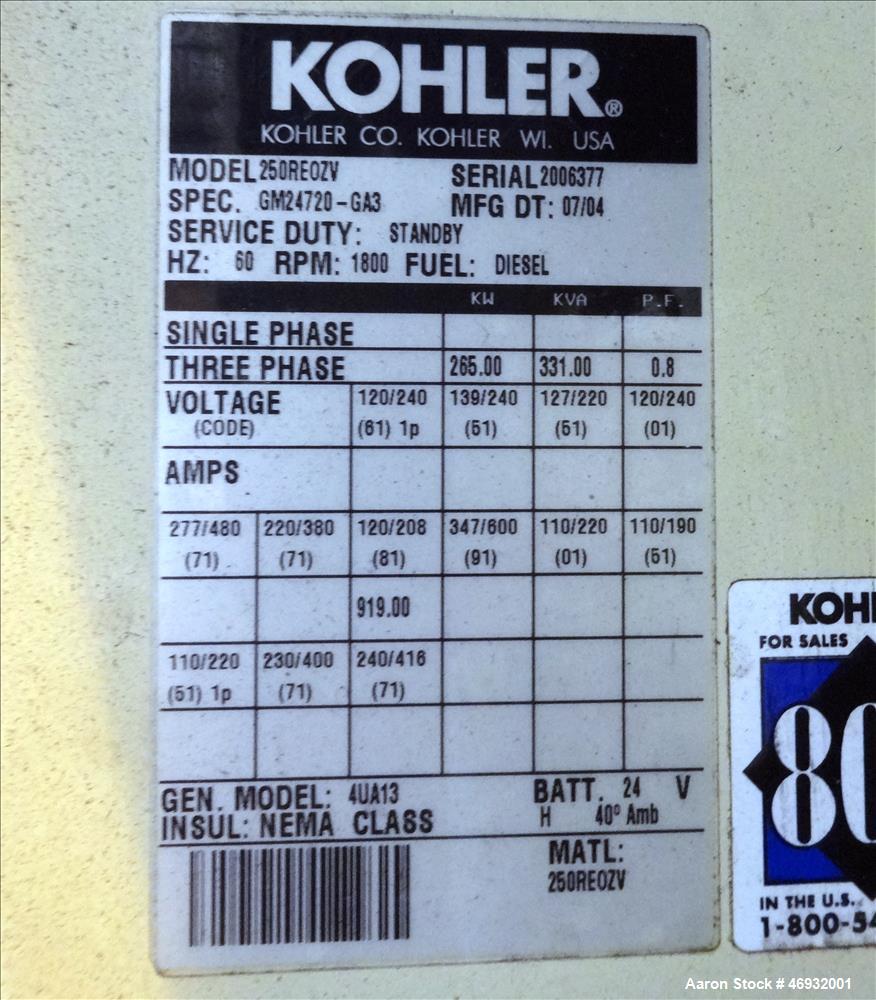 KOHLER®
KOHLER CO. KOHLER WI. USA
MODEL 250REOZV SERIAL 2006377
SPEC. GM24720-GA3 MFG DT: 07/04
SERVICE DUTY: STANDBY
HZ: 60 RPM: 1800 FUEL: DIESEL
KW KVA P.F.
SINGLE PHASE
THREE PHASE 265.00 331.00 0.8
VOLTAGE 120/240 139/240 127/220 120/240
(CODE) (61) 1p (51) (51) (01)
AMPS
277/480 220/380 120/208 347/600 110/220 110/190
(71) (71) (81) (91) (01) (51)
919.00
110/220 230/400 240/416
(51) 1p (71) (71)
GEN. MODEL: 4UA13 BATT. 24 V
INSUL: NEMA CLASS H 40° Amb
MATL:
250REOZV
KOH
FOR SALES
80
IN THE U.S.
1-800-54
Aaron Stock # 46932001